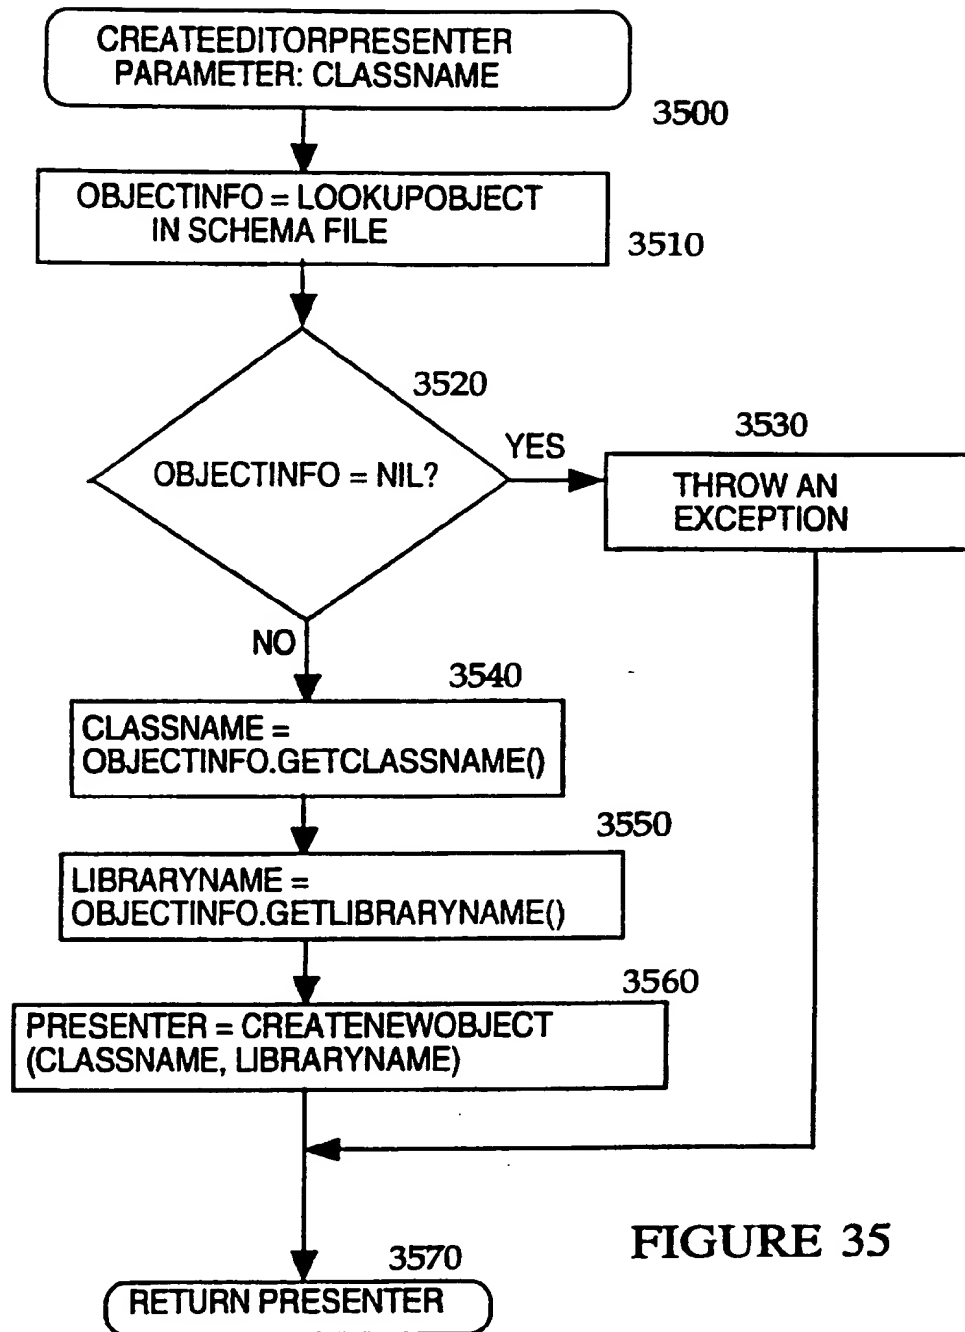 CREATEEDITORPRESENTER
PARAMETER: CLASSNAME
3500
OBJECTINFO = LOOKUPOBJECT
IN SCHEMA FILE
3510
3520
OBJECTINFO = NIL?
YES
3530
THROW AN
EXCEPTION
NO
3540
CLASSNAME =
OBJECTINFO.GETCLASSNAME()
3550
LIBRARYNAME =
OBJECTINFO.GETLIBRARYNAME()
3560
PRESENTER = CREATENEWOBJECT
(CLASSNAME, LIBRARYNAME)
FIGURE 35
3570
RETURN PRESENTER